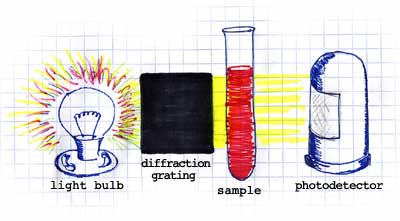 light bulb
diffraction
grating
sample
photodetector